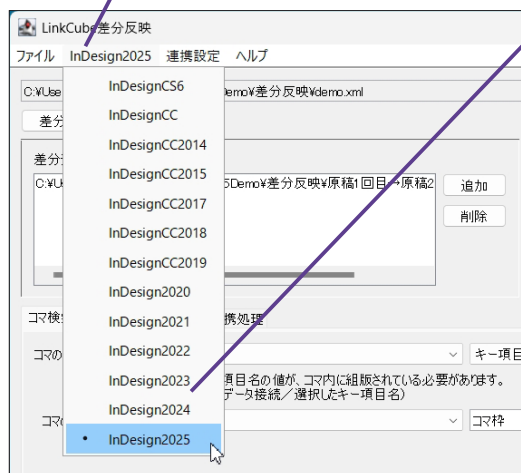 LinkCube差分反映
ファイル InDesign2025 連携設定 ヘルプ
C:¥Use
emo¥差分反映¥demo.xml
差分
差分
C:¥U
5Demo¥差分反映¥原稿1回目→原稿2
追加
削除
InDesignCS6
InDesignCC
InDesignCC2014
InDesignCC2015
InDesignCC2017
InDesignCC2018
InDesignCC2019
InDesign2020
InDesign2021
InDesign2022
InDesign2023
InDesign2024
• InDesign2025
コマ検
携処理
コマの
キー項目
項目名の値が、コマ内に組版されている必要があります。
データ接続／選択したキー項目名)
コマの
コマ枠